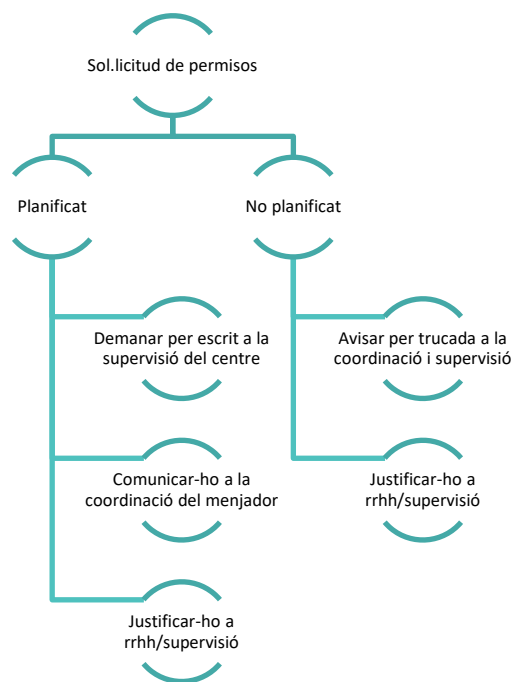 Sol.licitud de permisos
Planificat
No planificat
Demanar per escrit a la
supervisió del centre
Avisar per trucada a la
coordinació i supervisió
Comunicar-ho a la
coordinació del menjador
Justificar-ho a
rrhh/supervisió
Justificar-ho a
rrhh/supervisió